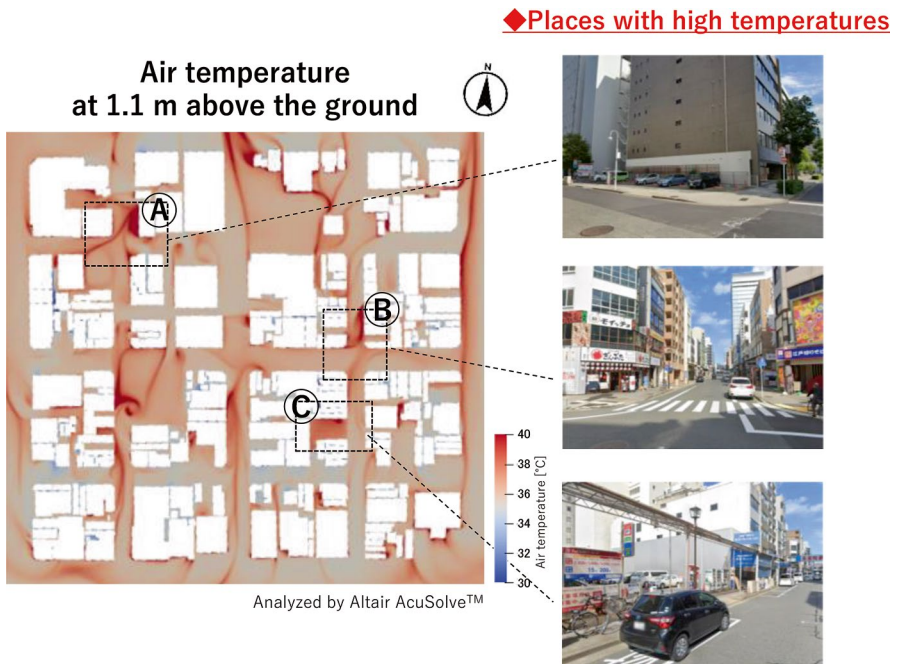 ◆Places with high temperatures
Air temperature
at 1.1 m above the ground
N
A
B
C
40
38
36
34
32
30
Air temperature [°C]
Analyzed by Altair AcuSolve™